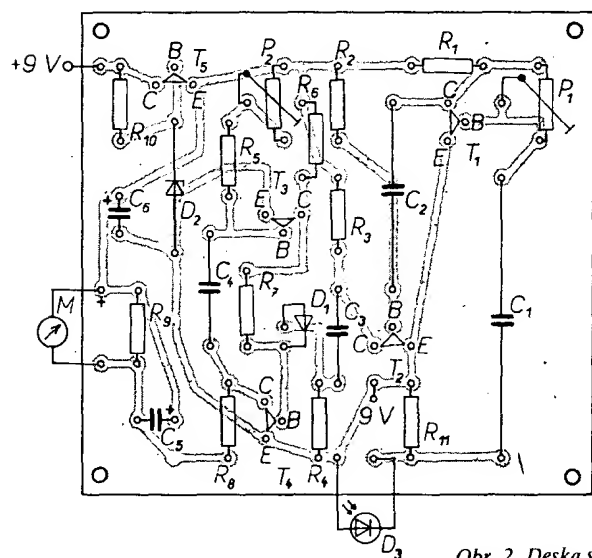 B T5 P2 R2 R1
+9 V C E R6 P1
R10 R5 C B
T3 E T1
+ C6 D2 E C C2
B R3
C4 R7
M + R9 D1 C3 B C1
C E
T2
C 9 V
C5 + B R11
R8 E T4 R4
D3
Obr. 2. Deska s